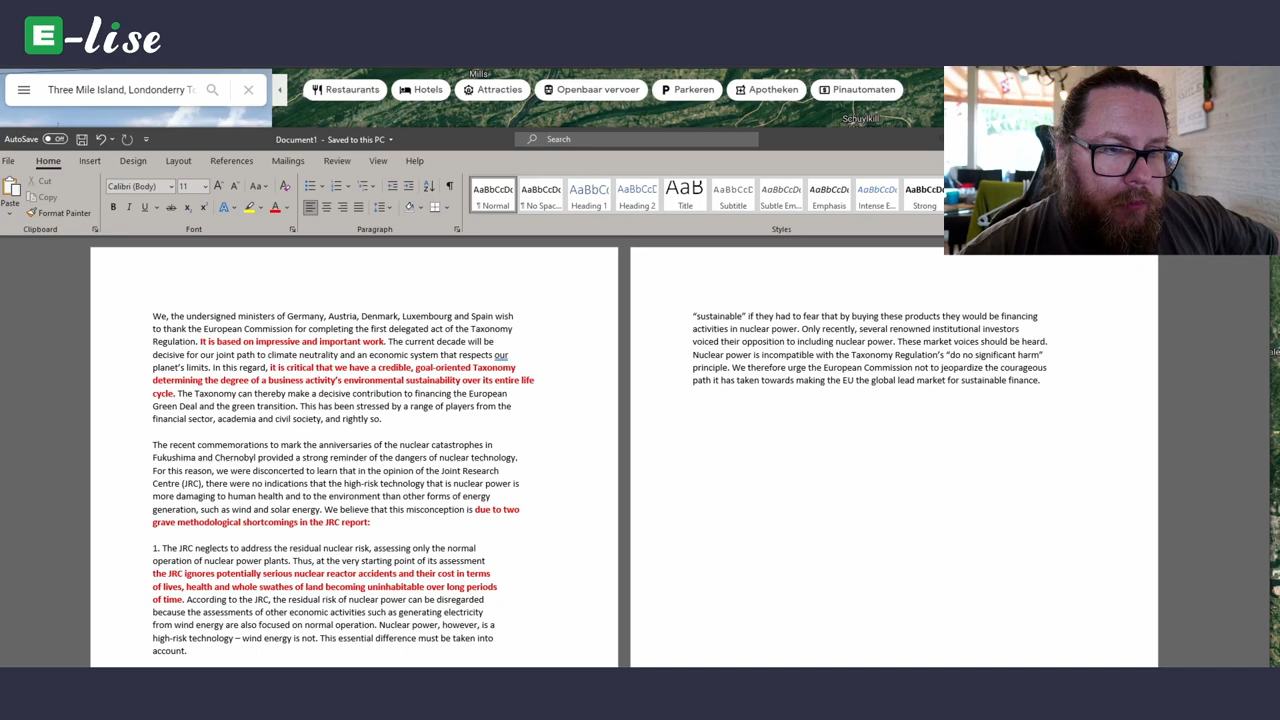 E-lise
Three Mile Island, Londonderry To
Restaurants
Hotels
Attracties
Openbaar vervoer
Parkeren
Apotheken
Pinautomaten
Mills
Schuylkill
AutoSave Off
Document1 - Saved to this PC
Search
File Home Insert Design Layout References Mailings Review View Help
Paste
Cut
Copy
Format Painter
Calibri (Body) 11
Clipboard
Font
Paragraph
Styles
AaBbCcDc AaBbCcDc AaBbC AaBbCcE AaB AaBbCcD AaBbCcDc AaBbCcDc AaBbCcDc AaBbCcDc
¶ Normal ¶ No Spac... Heading 1 Heading 2 Title Subtitle Subtle Em... Emphasis Intense E... Strong
We, the undersigned ministers of Germany, Austria, Denmark, Luxembourg and Spain wish
to thank the European Commission for completing the first delegated act of the Taxonomy
Regulation. It is based on impressive and important work. The current decade will be
decisive for our joint path to climate neutrality and an economic system that respects our
planet's limits. In this regard, it is critical that we have a credible, goal-oriented Taxonomy
determining the degree of a business activity's environmental sustainability over its entire life
cycle. The Taxonomy can thereby make a decisive contribution to financing the European
Green Deal and the green transition. This has been stressed by a range of players from the
financial sector, academia and civil society, and rightly so.
The recent commemorations to mark the anniversaries of the nuclear catastrophes in
Fukushima and Chernobyl provided a strong reminder of the dangers of nuclear technology.
For this reason, we were disconcerted to learn that in the opinion of the Joint Research
Centre (JRC), there were no indications that the high-risk technology that is nuclear power is
more damaging to human health and to the environment than other forms of energy
generation, such as wind and solar energy. We believe that this misconception is due to two
grave methodological shortcomings in the JRC report:
1. The JRC neglects to address the residual nuclear risk, assessing only the normal
operation of nuclear power plants. Thus, at the very starting point of its assessment
the JRC ignores potentially serious nuclear reactor accidents and their cost in terms
of lives, health and whole swathes of land becoming uninhabitable over long periods
of time. According to the JRC, the residual risk of nuclear power can be disregarded
because the assessments of other economic activities such as generating electricity
from wind energy are also focused on normal operation. Nuclear power, however, is a
high-risk technology – wind energy is not. This essential difference must be taken into
account.
“sustainable” if they had to fear that by buying these products they would be financing
activities in nuclear power. Only recently, several renowned institutional investors
voiced their opposition to including nuclear power. These market voices should be heard.
Nuclear power is incompatible with the Taxonomy Regulation's “do no significant harm”
principle. We therefore urge the European Commission not to jeopardize the courageous
path it has taken towards making the EU the global lead market for sustainable finance.